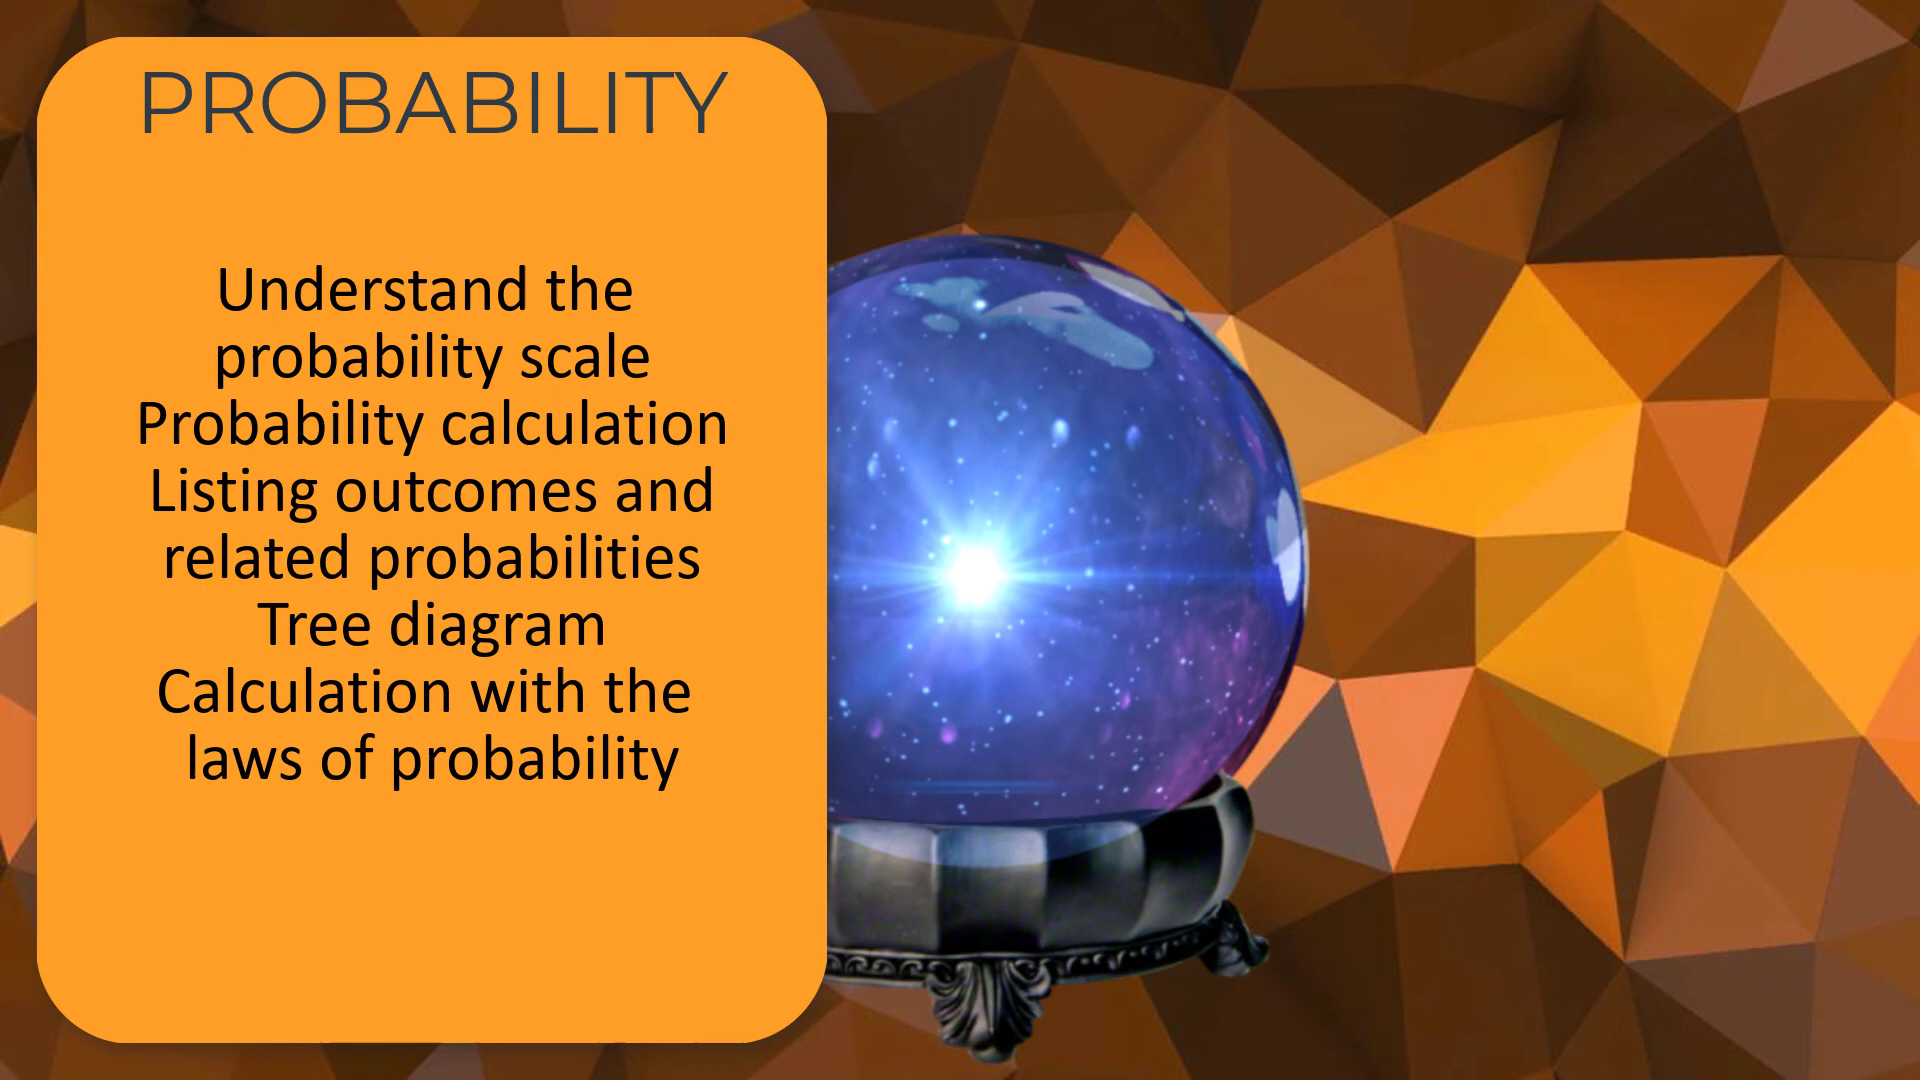 PROBABILITY
Understand the
probability scale
Probability calculation
Listing outcomes and
related probabilities
Tree diagram
Calculation with the
laws of probability